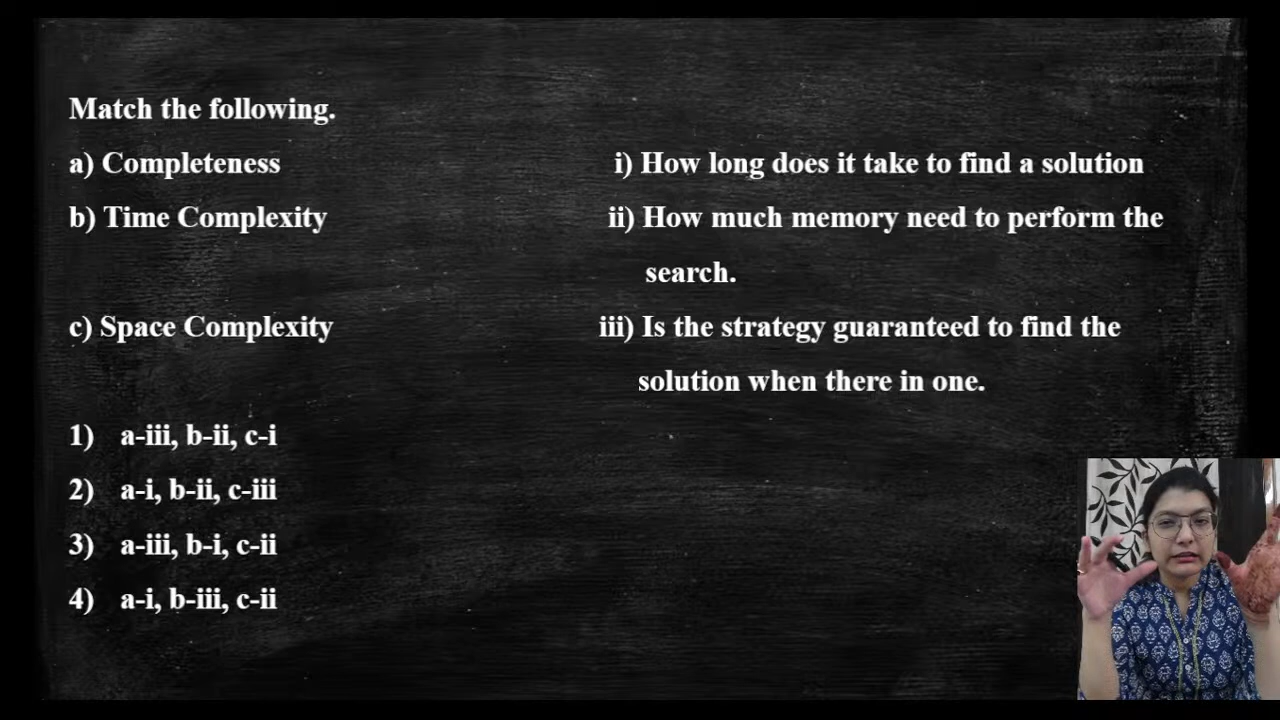 Match the following.
a) Completeness i) How long does it take to find a solution
b) Time Complexity ii) How much memory need to perform the
search.
c) Space Complexity iii) Is the strategy guaranteed to find the
solution when there in one.
1) a-iii, b-ii, c-i
2) a-i, b-ii, c-iii
3) a-iii, b-i, c-ii
4) a-i, b-iii, c-ii